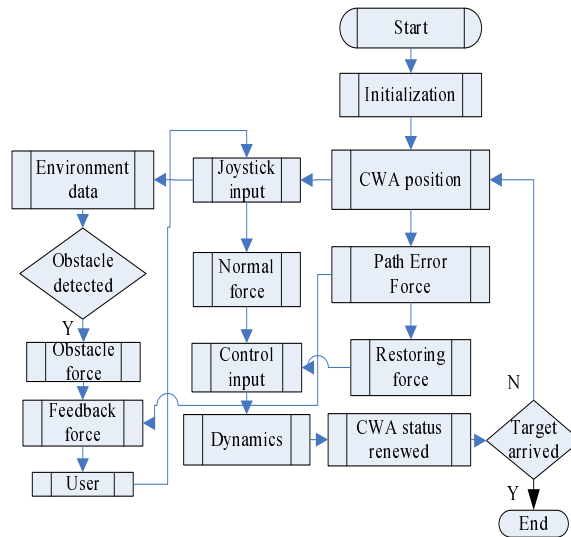 Start
Initialization
Environment
data
Joystick
input
CWA position
Obstacle
detected
Normal
force
Path Error
Force
Y
Obstacle
force
Control
input
Restoring
force
N
Feedback
force
Dynamics
CWA status
renewed
Target
arrived
User
Y
End